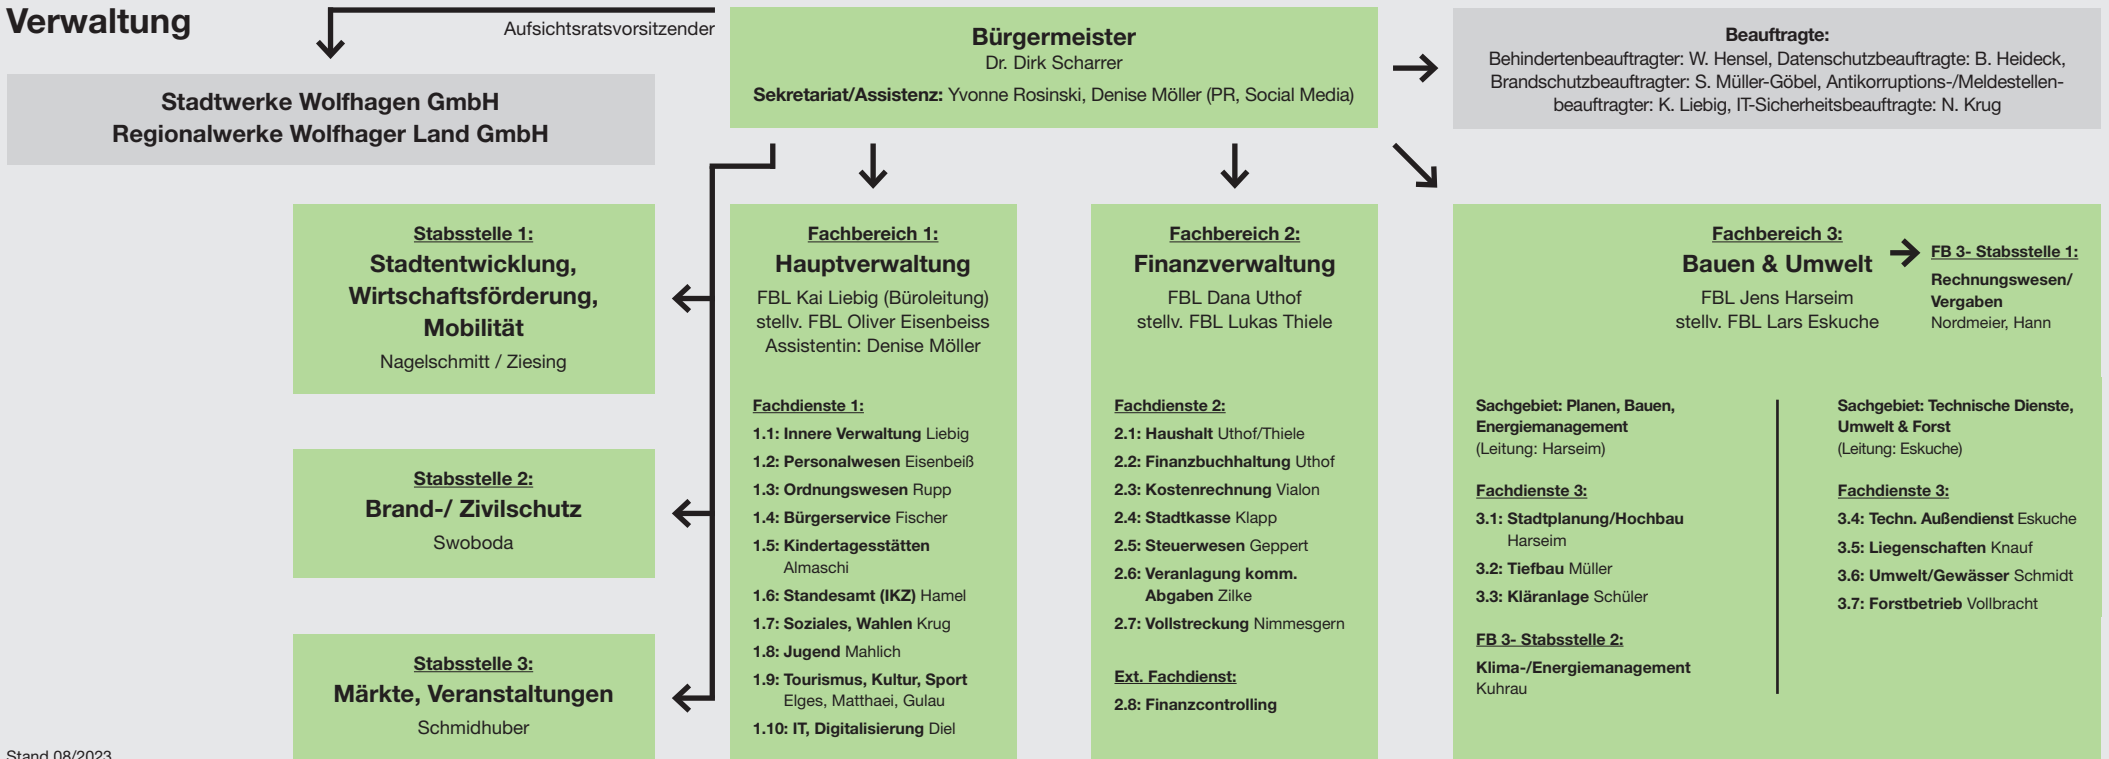 Verwaltung
Aufsichtsratsvorsitzender
Stadtwerke Wolfhagen GmbH
Regionalwerke Wolfhager Land GmbH
Bürgermeister
Dr. Dirk Scharrer
Sekretariat/Assistenz: Yvonne Rosinski, Denise Möller (PR, Social Media)
Beauftragte:
Behindertenbeauftragter: W. Hensel, Datenschutzbeauftragte: B. Heideck,
Brandschutzbeauftragter: S. Müller-Göbel, Antikorruptions-/Meldestellen-
beauftragter: K. Liebig, IT-Sicherheitsbeauftragte: N. Krug
Stabsstelle 1:
Stadtentwicklung,
Wirtschaftsförderung,
Mobilität
Nagelschmitt / Ziesing
Stabsstelle 2:
Brand-/ Zivilschutz
Swoboda
Stabsstelle 3:
Märkte, Veranstaltungen
Schmidhuber
Fachbereich 1:
Hauptverwaltung
FBL Kai Liebig (Büroleitung)
stellv. FBL Oliver Eisenbeiss
Assistentin: Denise Möller
Fachdienste 1:
1.1: Innere Verwaltung Liebig
1.2: Personalwesen Eisenbeiß
1.3: Ordnungswesen Rupp
1.4: Bürgerservice Fischer
1.5: Kindertagesstätten
Almaschi
1.6: Standesamt (IKZ) Hamel
1.7: Soziales, Wahlen Krug
1.8: Jugend Mahlich
1.9: Tourismus, Kultur, Sport
Elges, Matthaei, Gulau
1.10: IT, Digitalisierung Diel
Fachbereich 2:
Finanzverwaltung
FBL Dana Uthof
stellv. FBL Lukas Thiele
Fachdienste 2:
2.1: Haushalt Uthof/Thiele
2.2: Finanzbuchhaltung Uthof
2.3: Kostenrechnung Vialon
2.4: Stadtkasse Klapp
2.5: Steuerwesen Geppert
2.6: Veranlagung komm.
Abgaben Zilke
2.7: Vollstreckung Nimmesgern
Ext. Fachdienst:
2.8: Finanzcontrolling
Fachbereich 3:
Bauen & Umwelt
FBL Jens Harseim
stellv. FBL Lars Eskuche
FB 3- Stabsstelle 1:
Rechnungswesen/
Vergaben
Nordmeier, Hann
Sachgebiet: Planen, Bauen,
Energiemanagement
(Leitung: Harseim)
Fachdienste 3:
3.1: Stadtplanung/Hochbau
Harseim
3.2: Tiefbau Müller
3.3: Kläranlage Schüler
FB 3- Stabsstelle 2:
Klima-/Energiemanagement
Kuhrau
Sachgebiet: Technische Dienste,
Umwelt & Forst
(Leitung: Eskuche)
Fachdienste 3:
3.4: Techn. Außendienst Eskuche
3.5: Liegenschaften Knauf
3.6: Umwelt/Gewässer Schmidt
3.7: Forstbetrieb Vollbracht
Stand 08/2023